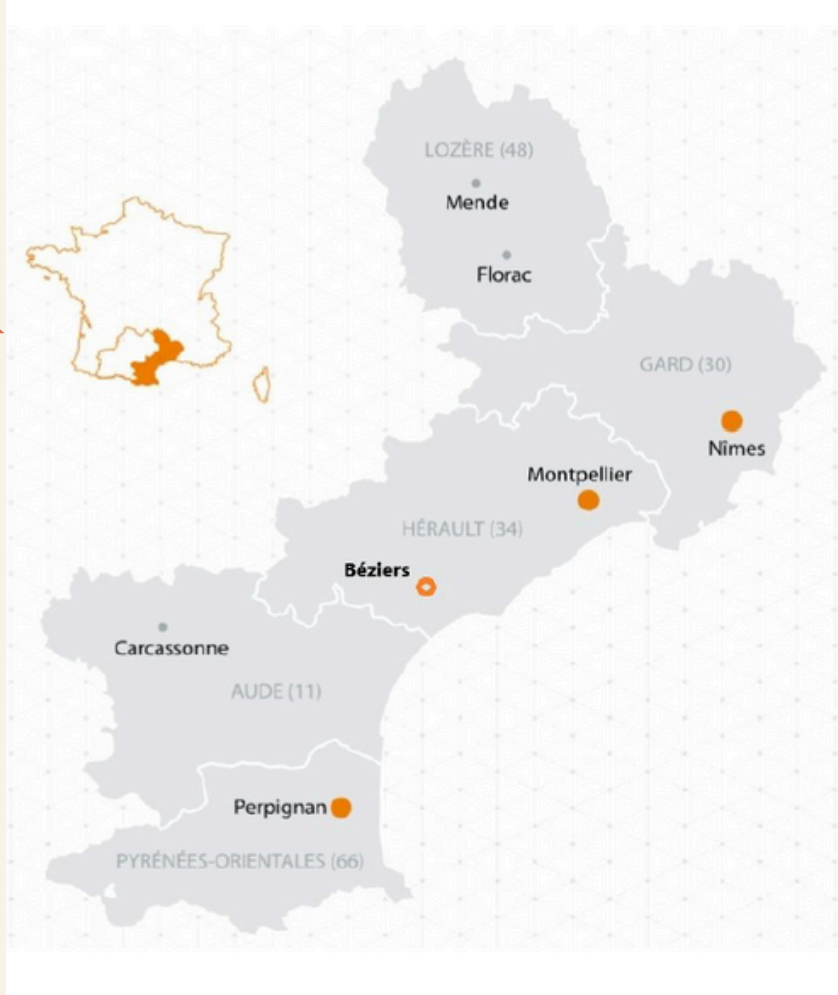 LOZÈRE (48)
Mende
Florac
GARD (30)
Nîmes
Montpellier
HÉRAULT (34)
Béziers
Carcassonne
AUDE (11)
Perpignan
PYRÉNÉES-ORIENTALES (66)